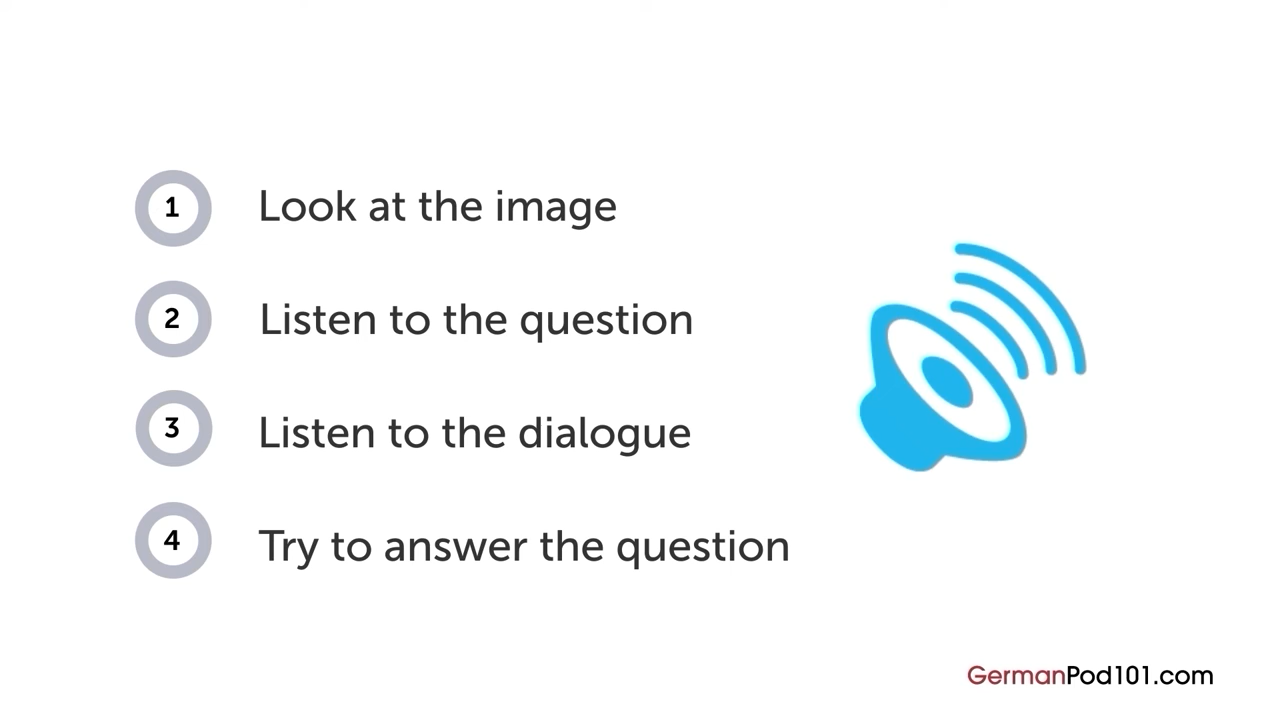 1 Look at the image
2 Listen to the question
3 Listen to the dialogue
4 Try to answer the question
GermanPod101.com